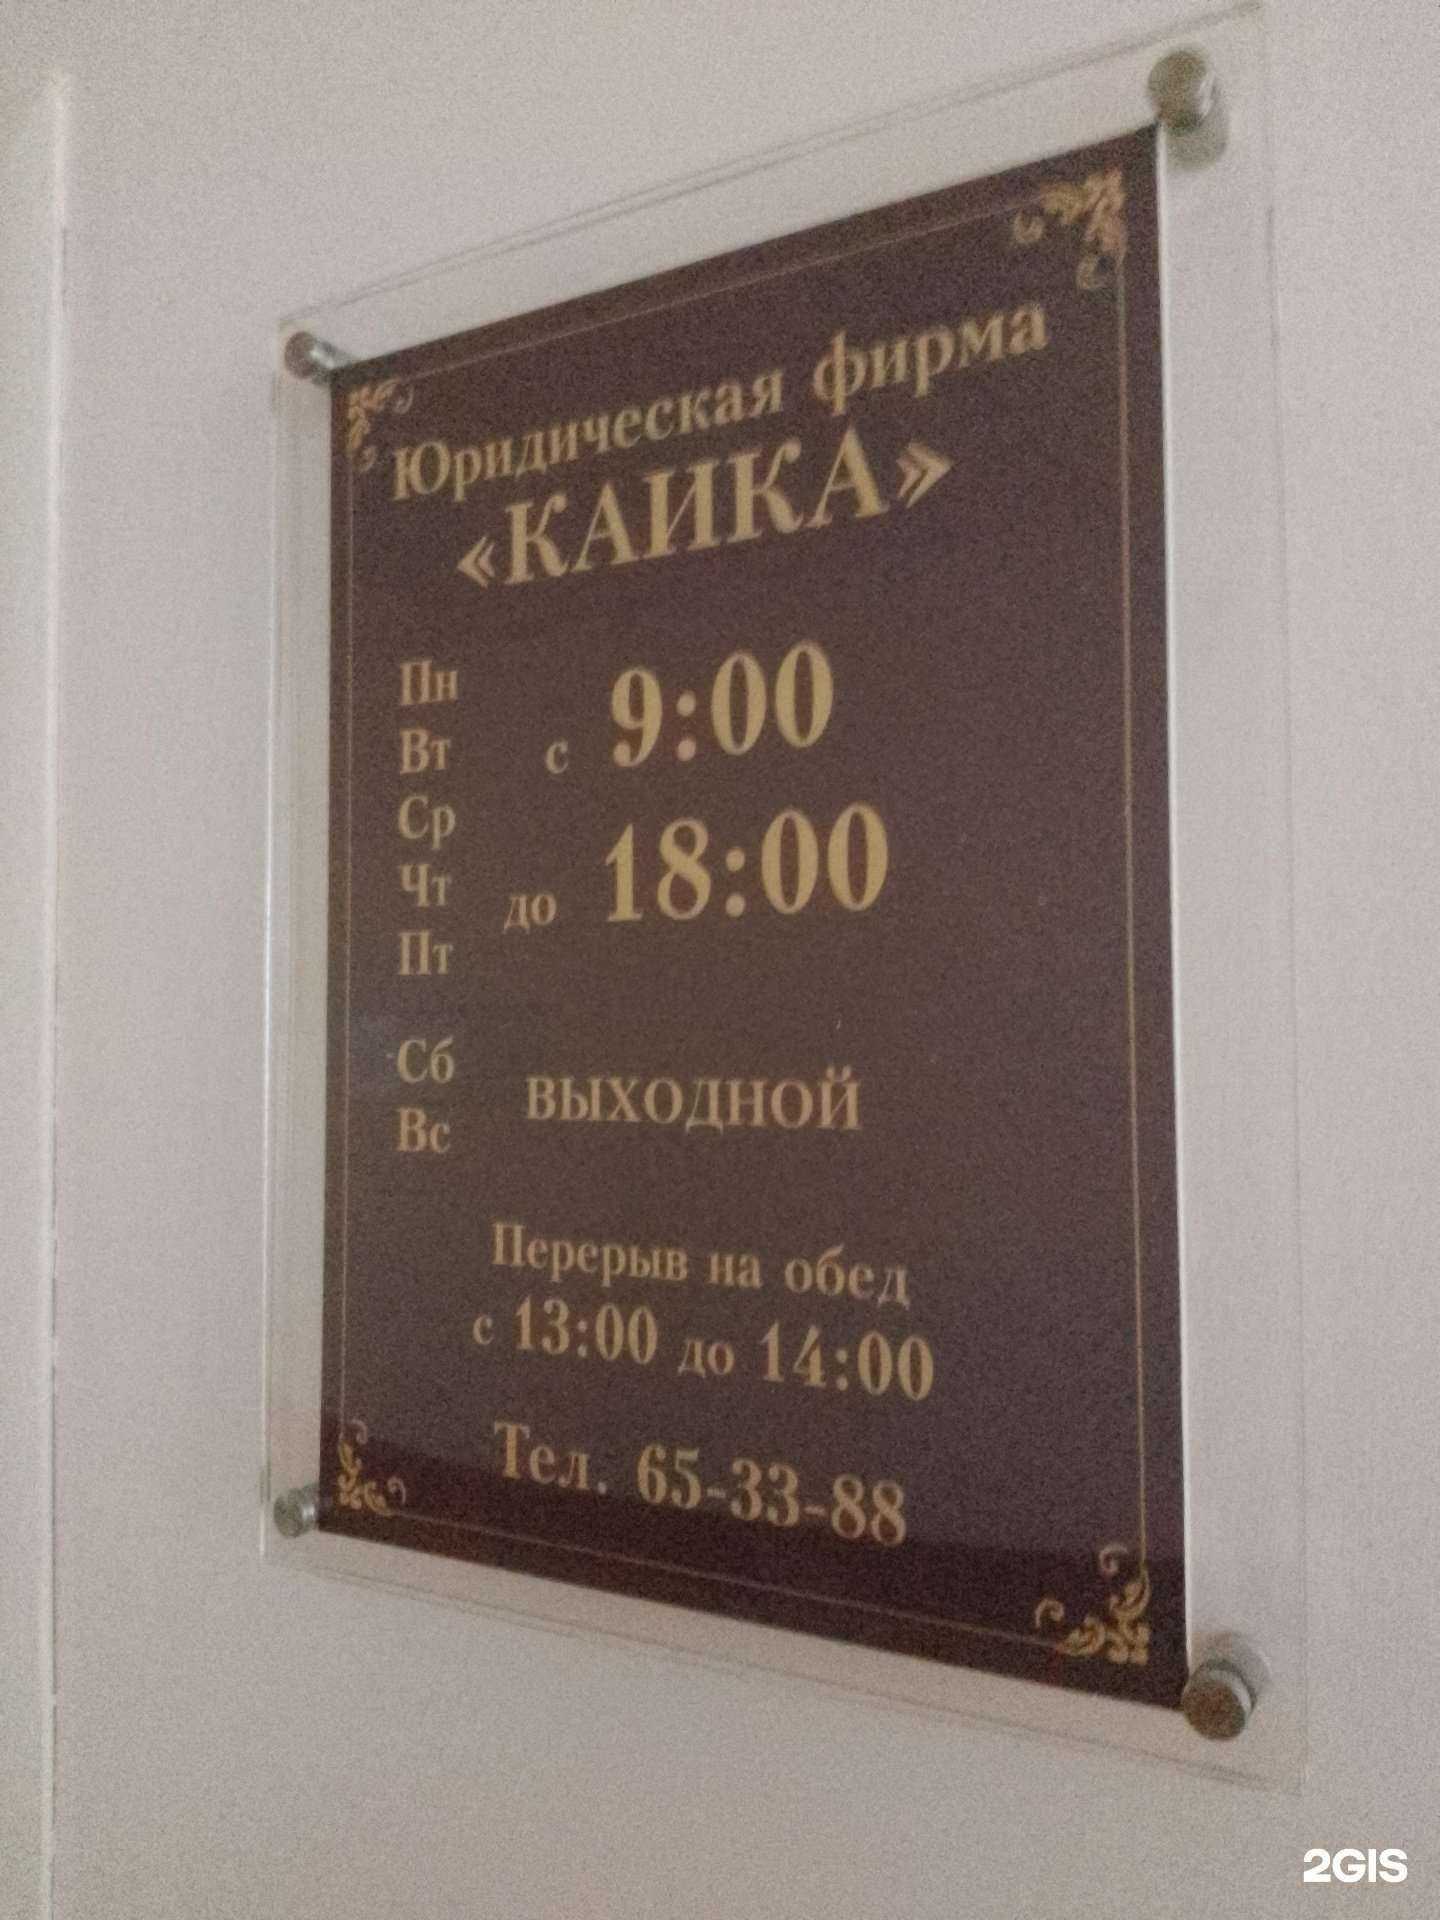 Юридическая фирма
«КАИКА»
Пн
Вт с 9:00
Ср
Чт до 18:00
Пт
Сб
Вс выходной
Перерыв на обед
с 13:00 до 14:00
Тел. 65-33-88
2GIS